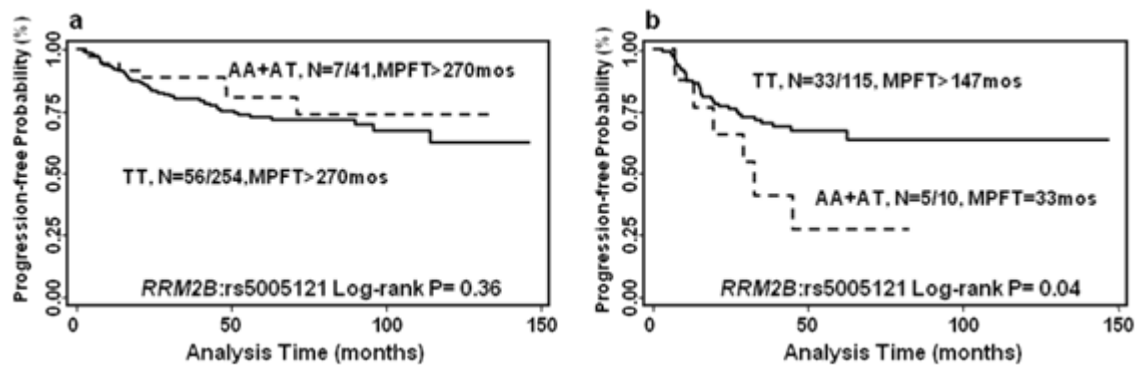 a
Progression-free Probability (%)
1.00
0.75
0.50
0.25
0.00
AA+AT, N=7/41,MPFT>270mos
TT, N=56/254,MPFT>270mos
RRM2B:rs5005121 Log-rank P= 0.36
0
50
100
150
Analysis Time (months)
b
Progression-free Probability (%)
1.00
0.75
0.50
0.25
0.00
TT, N=33/115, MPFT>147mos
AA+AT, N=5/10, MPFT=33mos
RRM2B:rs5005121 Log-rank P= 0.04
0
50
100
150
Analysis Time (months)